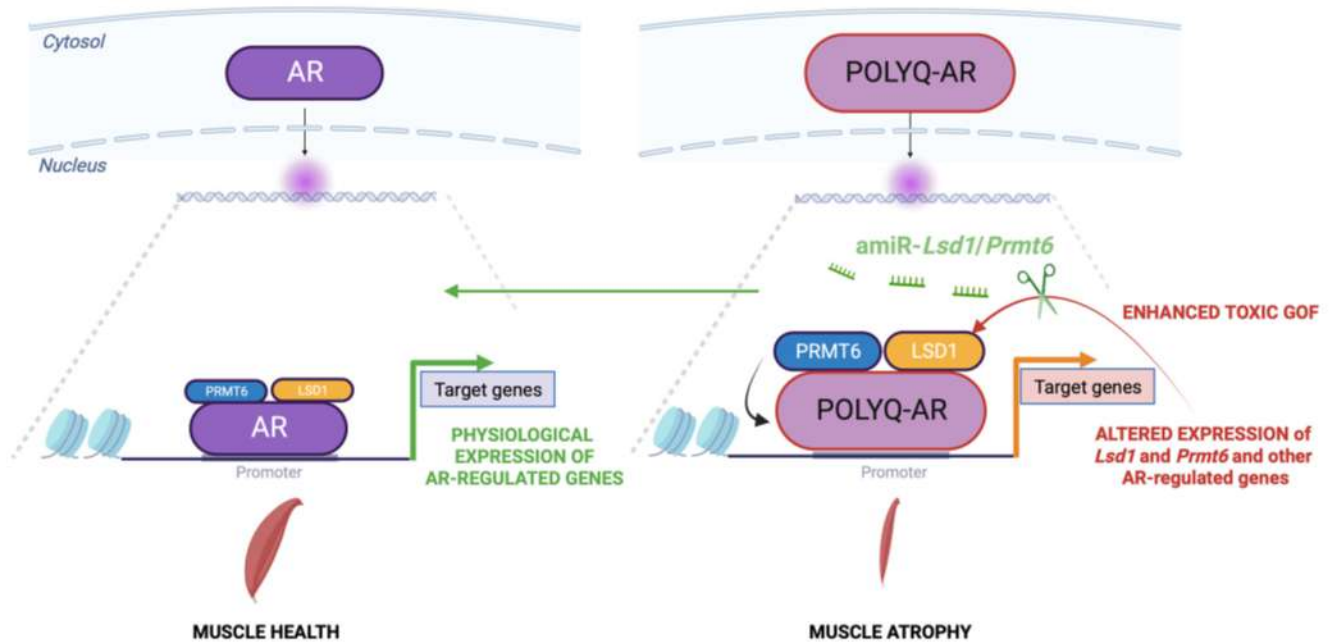 Cytosol
AR
Nucleus
PRMT6
LSD1
AR
Target genes
Promoter
PHYSIOLOGICAL
EXPRESSION OF
AR-REGULATED GENES
MUSCLE HEALTH
POLYQ-AR
amiR-Lsd1/Prmt6
ENHANCED TOXIC GOF
PRMT6
LSD1
POLYQ-AR
Target genes
Promoter
ALTERED EXPRESSION of
Lsd1 and Prmt6 and other
AR-regulated genes
MUSCLE ATROPHY